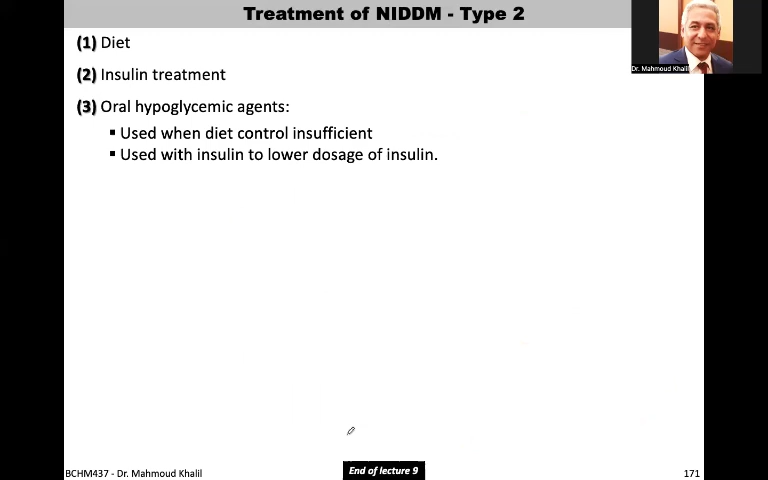 Treatment of NIDDM - Type 2
Dr. Mahmoud Khalil
(1) Diet
(2) Insulin treatment
(3) Oral hypoglycemic agents:
▪ Used when diet control insufficient
▪ Used with insulin to lower dosage of insulin.
BCHM437 - Dr. Mahmoud Khalil
End of lecture 9
171